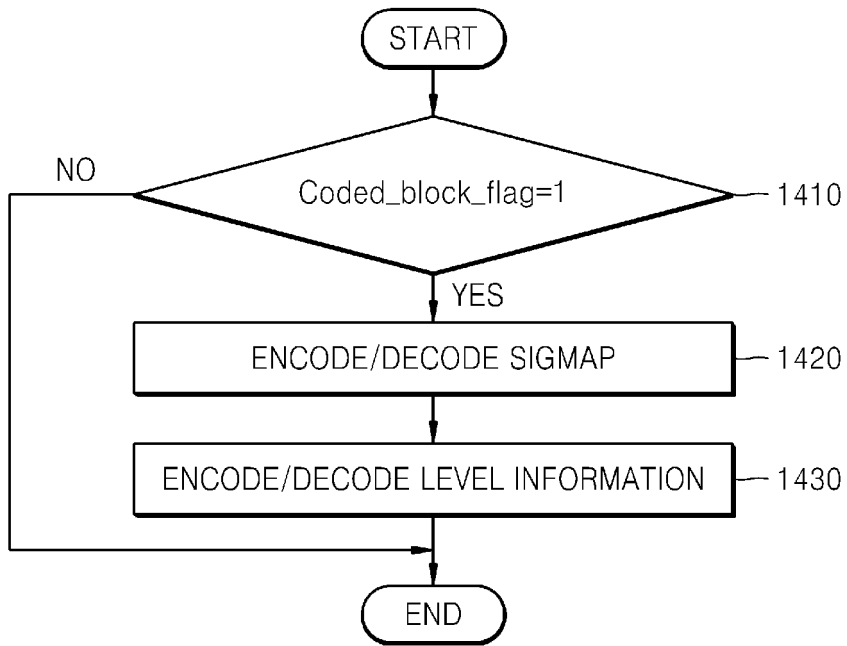 START
NO
Coded_block_flag=1
1410
YES
ENCODE/DECODE SIGMAP
1420
ENCODE/DECODE LEVEL INFORMATION
1430
END